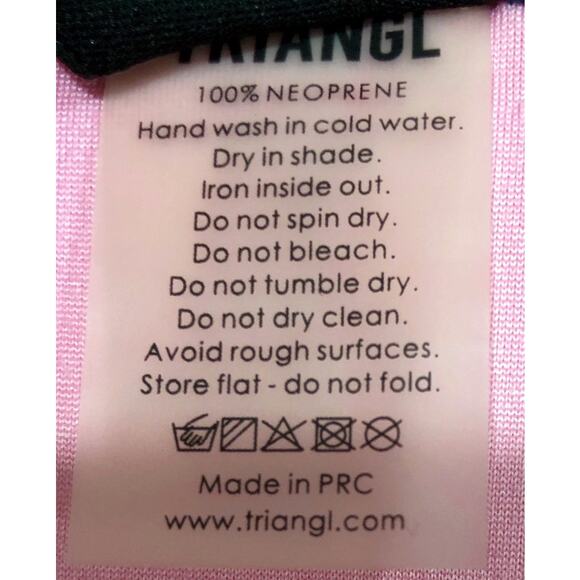 TRIANGL
100% NEOPRENE
Hand wash in cold water.
Dry in shade.
Iron inside out.
Do not spin dry.
Do not bleach.
Do not tumble dry.
Do not dry clean.
Avoid rough surfaces.
Store flat - do not fold.
Made in PRC
www.triangl.com